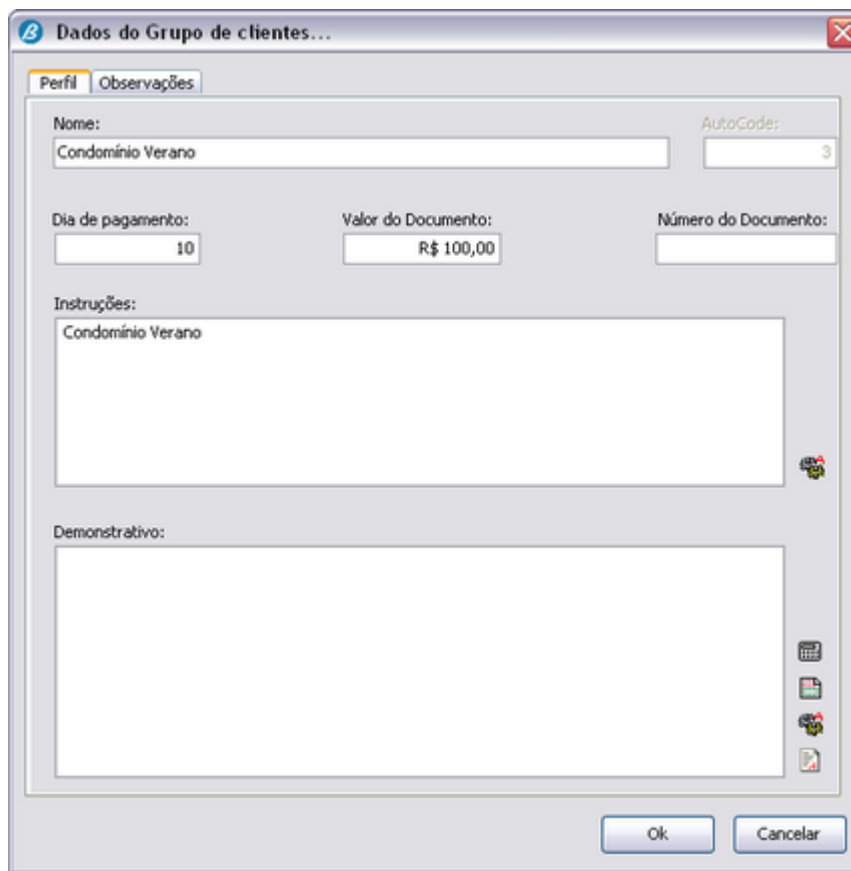 Dados do Grupo de clientes...
Perfil Observações
Nome: AutoCode:
Condomínio Verano 3
Dia de pagamento: Valor do Documento: Número do Documento:
10 R$ 100,00
Instruções:
Condomínio Verano
Demonstrativo:
Ok Cancelar